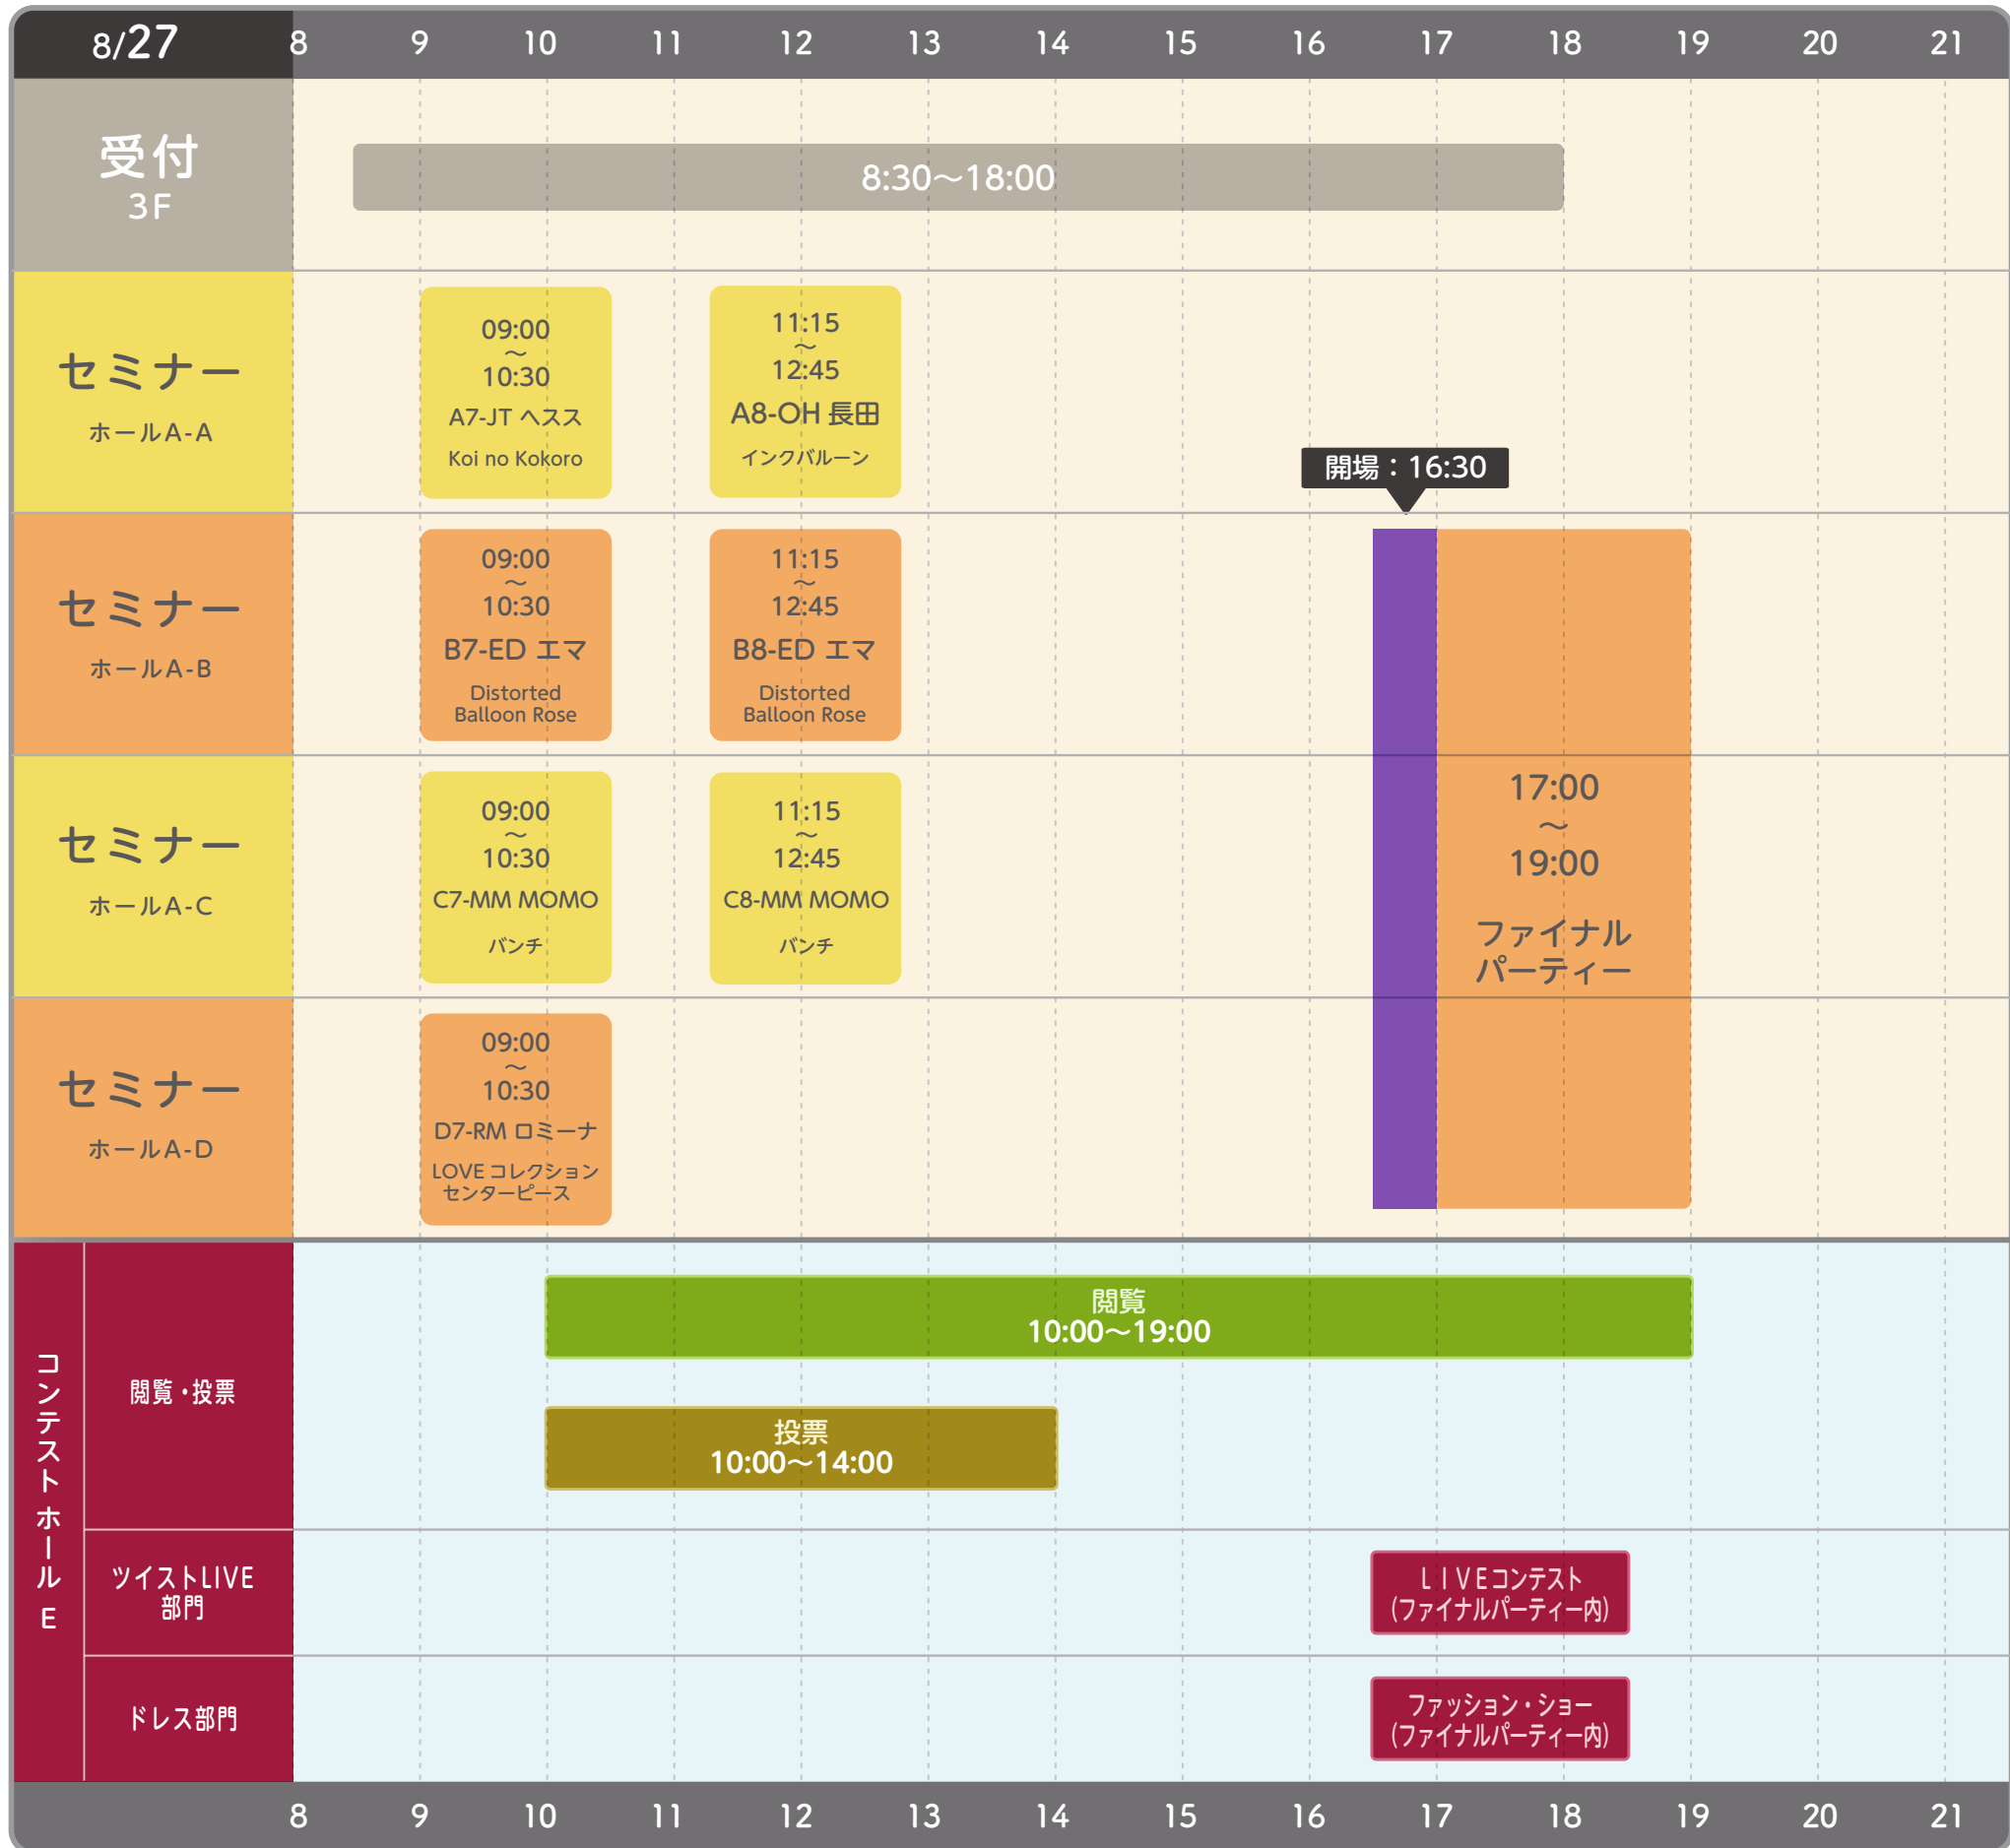 8/27
8 9 10 11 12 13 14 15 16 17 18 19 20 21
受付
3F
8:30〜18:00
セミナー
ホールA-A
09:00
〜
10:30
A7-JT ヘスス
Koi no Kokoro
11:15
〜
12:45
A8-OH 長田
インクバルーン
開場：16:30
セミナー
ホールA-B
09:00
〜
10:30
B7-ED エマ
Distorted
Balloon Rose
11:15
〜
12:45
B8-ED エマ
Distorted
Balloon Rose
セミナー
ホールA-C
09:00
〜
10:30
C7-MM MOMO
バンチ
11:15
〜
12:45
C8-MM MOMO
バンチ
17:00
〜
19:00
ファイナル
パーティー
セミナー
ホールA-D
09:00
〜
10:30
D7-RM ロミーナ
LOVE コレクション
センターピース
コンテスト ホール E
閲覧・投票
閲覧
10:00〜19:00
投票
10:00〜14:00
ツイストLIVE
部門
LIVEコンテスト
(ファイナルパーティー内)
ドレス部門
ファッション・ショー
(ファイナルパーティー内)
8 9 10 11 12 13 14 15 16 17 18 19 20 21